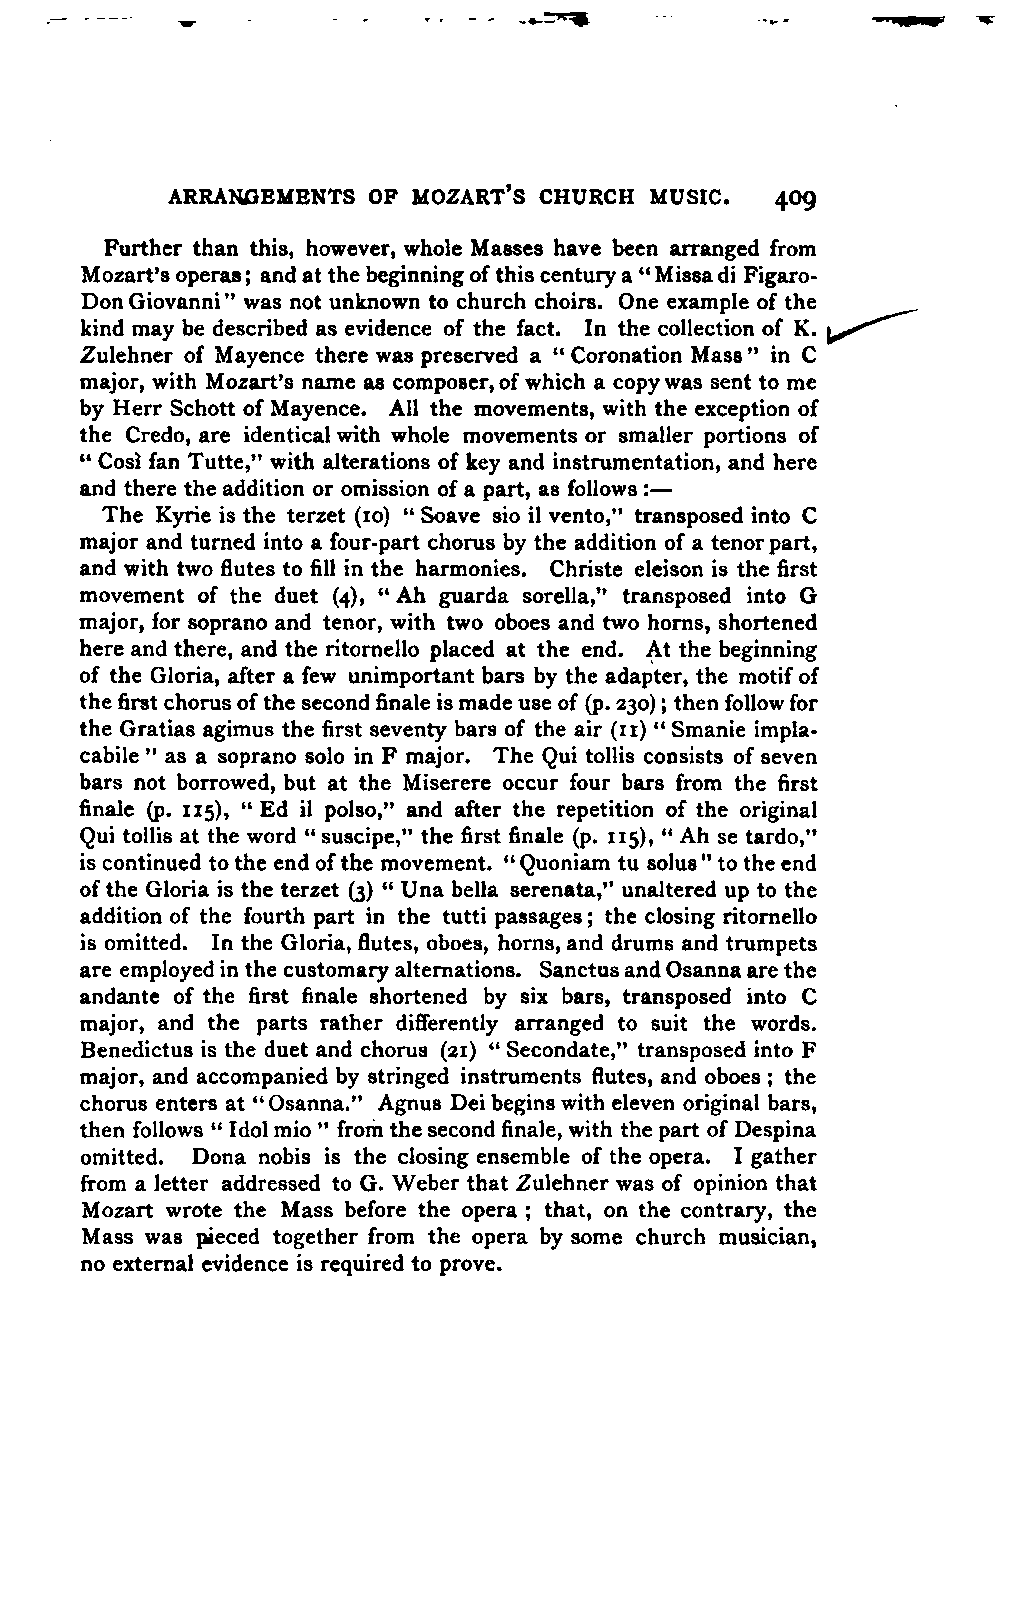 ARRANGEMENTS OF MOZART'S CHURCH MUSIC. 409
Further than this, however, whole Masses have been arranged from
Mozart's operas; and at the beginning of this century a "Missa di Figaro-
Don Giovanni" was not unknown to church choirs. One example of the
kind may be described as evidence of the fact. In the collection of K.
Zulehner of Mayence there was preserved a "Coronation Mass" in C
major, with Mozart's name as composer, of which a copy was sent to me
by Herr Schott of Mayence. All the movements, with the exception of
the Credo, are identical with whole movements or smaller portions of
"Così fan Tutte," with alterations of key and instrumentation, and here
and there the addition or omission of a part, as follows:—
The Kyrie is the terzet (10) "Soave sio il vento," transposed into C
major and turned into a four-part chorus by the addition of a tenor part,
and with two flutes to fill in the harmonies. Christe eleison is the first
movement of the duet (4), "Ah guarda sorella," transposed into G
major, for soprano and tenor, with two oboes and two horns, shortened
here and there, and the ritornello placed at the end. At the beginning
of the Gloria, after a few unimportant bars by the adapter, the motif of
the first chorus of the second finale is made use of (p. 230); then follow for
the Gratias agimus the first seventy bars of the air (11) "Smanie impla-
cabile" as a soprano solo in F major. The Qui tollis consists of seven
bars not borrowed, but at the Miserere occur four bars from the first
finale (p. 115), "Ed il polso," and after the repetition of the original
Qui tollis at the word "suscipe," the first finale (p. 115), "Ah se tardo,"
is continued to the end of the movement. "Quoniam tu solus" to the end
of the Gloria is the terzet (3) "Una bella serenata," unaltered up to the
addition of the fourth part in the tutti passages; the closing ritornello
is omitted. In the Gloria, flutes, oboes, horns, and drums and trumpets
are employed in the customary alternations. Sanctus and Osanna are the
andante of the first finale shortened by six bars, transposed into C
major, and the parts rather differently arranged to suit the words.
Benedictus is the duet and chorus (21) "Secondate," transposed into F
major, and accompanied by stringed instruments flutes, and oboes; the
chorus enters at "Osanna." Agnus Dei begins with eleven original bars,
then follows "Idol mio" from the second finale, with the part of Despina
omitted. Dona nobis is the closing ensemble of the opera. I gather
from a letter addressed to G. Weber that Zulehner was of opinion that
Mozart wrote the Mass before the opera; that, on the contrary, the
Mass was pieced together from the opera by some church musician,
no external evidence is required to prove.